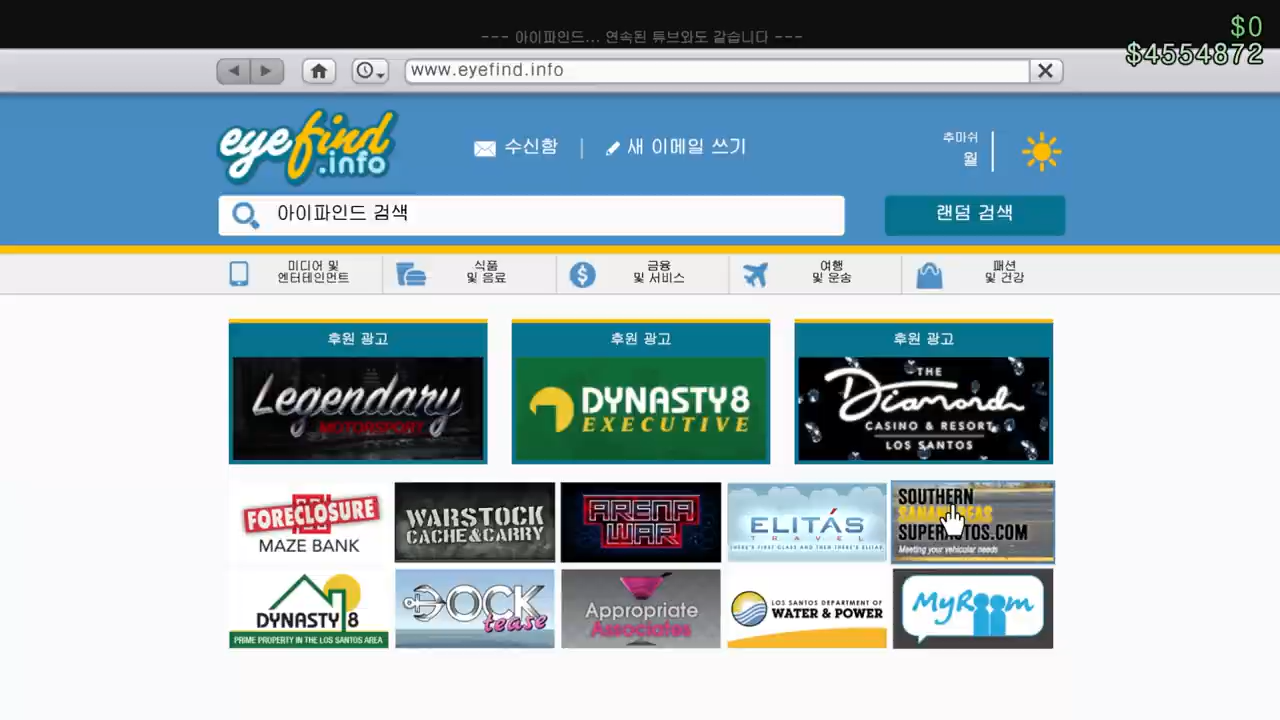 $0
--- 아이파인드... 연속된 튜브와도 같습니다 ---
$4554872
www.eyefind.info
eyefind.info
수신함
새 이메일 쓰기
추마쉬
월
아이파인드 검색
랜덤 검색
미디어 및
엔터테인먼트
식품
및 음료
금융
및 서비스
여행
및 운송
패션
및 건강
후원 광고
후원 광고
후원 광고
Legendary
MOTORSPORT
DYNASTY8
EXECUTIVE
THE
Diamond
CASINO & RESORT
LOS SANTOS
FORECLOSURE
MAZE BANK
WARSTOCK
CACHE&CARRY
ARENA
WAR
ELITÁS
TRAVEL
THERE'S FIRST CLASS AND THEN THERE'S ELITÁS
SOUTHERN
SAN ANDREAS
SUPERAUTOS.COM
Meeting your vehicular needs
DYNASTY 8
PRIME PROPERTY IN THE LOS SANTOS AREA
DOCK
tease
Appropriate
Associates
LOS SANTOS DEPARTMENT OF
WATER & POWER
MyRoom